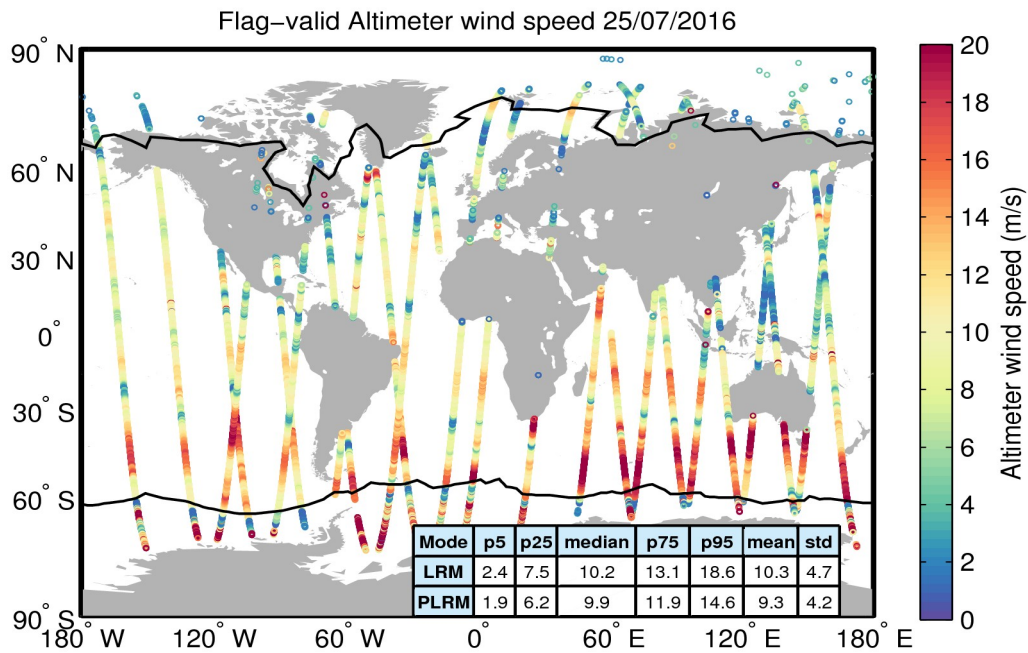 Flag−valid Altimeter wind speed 25/07/2016
90° N
60° N
30° N
0°
30° S
60° S
90° S
180° W
120° W
60° W
0°
60° E
120° E
180° E
Mode p5 p25 median p75 p95 mean std
LRM 2.4 7.5 10.2 13.1 18.6 10.3 4.7
PLRM 1.9 6.2 9.9 11.9 14.6 9.3 4.2
20
18
16
14
12
10
8
6
4
2
0
Altimeter wind speed (m/s)